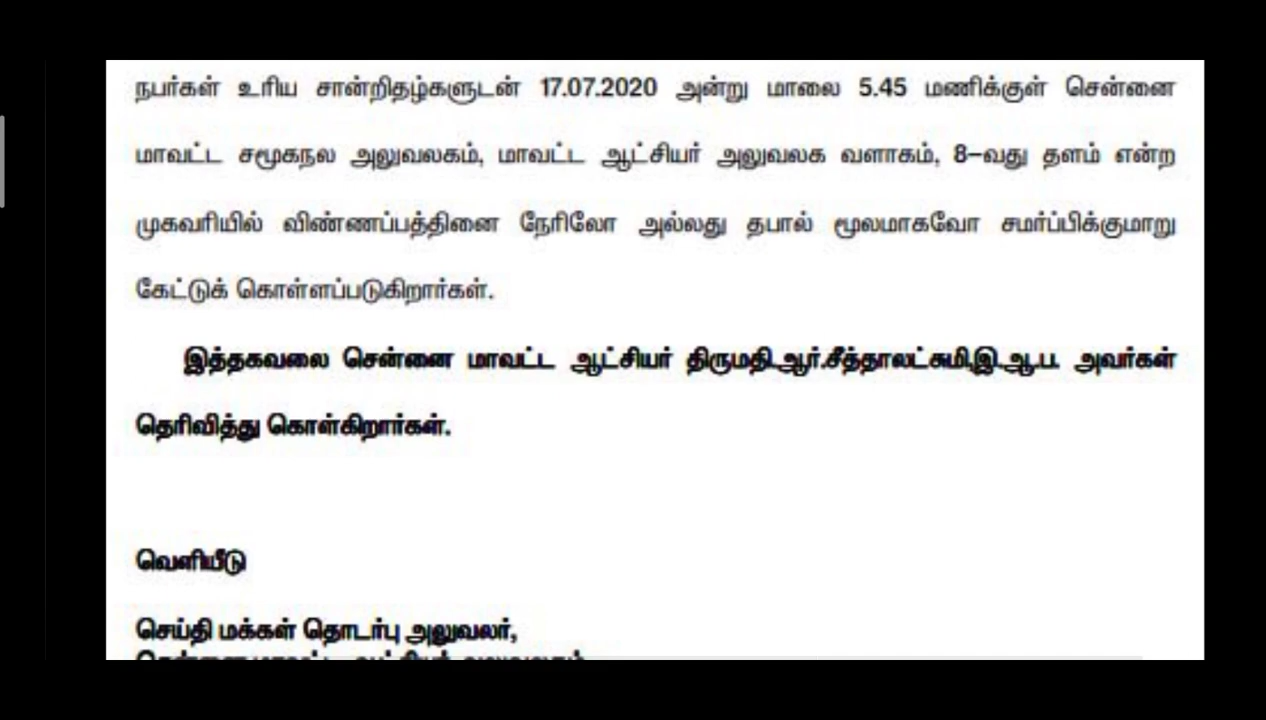 நபர்கள் உரிய சான்றிதழ்களுடன் 17.07.2020 அன்று மாலை 5.45 மணிக்குள் சென்னை
மாவட்ட சமூகநல அலுவலகம், மாவட்ட ஆட்சியர் அலுவலக வளாகம், 8-வது தளம் என்ற
முகவரியில் விண்ணப்பத்தினை நேரிலோ அல்லது தபால் மூலமாகவோ சமர்ப்பிக்குமாறு
கேட்டுக் கொள்ளப்படுகிறார்கள்.
இத்தகவலை சென்னை மாவட்ட ஆட்சியர் திருமதி.ஆர்.சீத்தாலட்சுமி,இ.ஆ.ப. அவர்கள்
தெரிவித்து கொள்கிறார்கள்.
வெளியீடு
செய்தி மக்கள் தொடர்பு அலுவலர்,